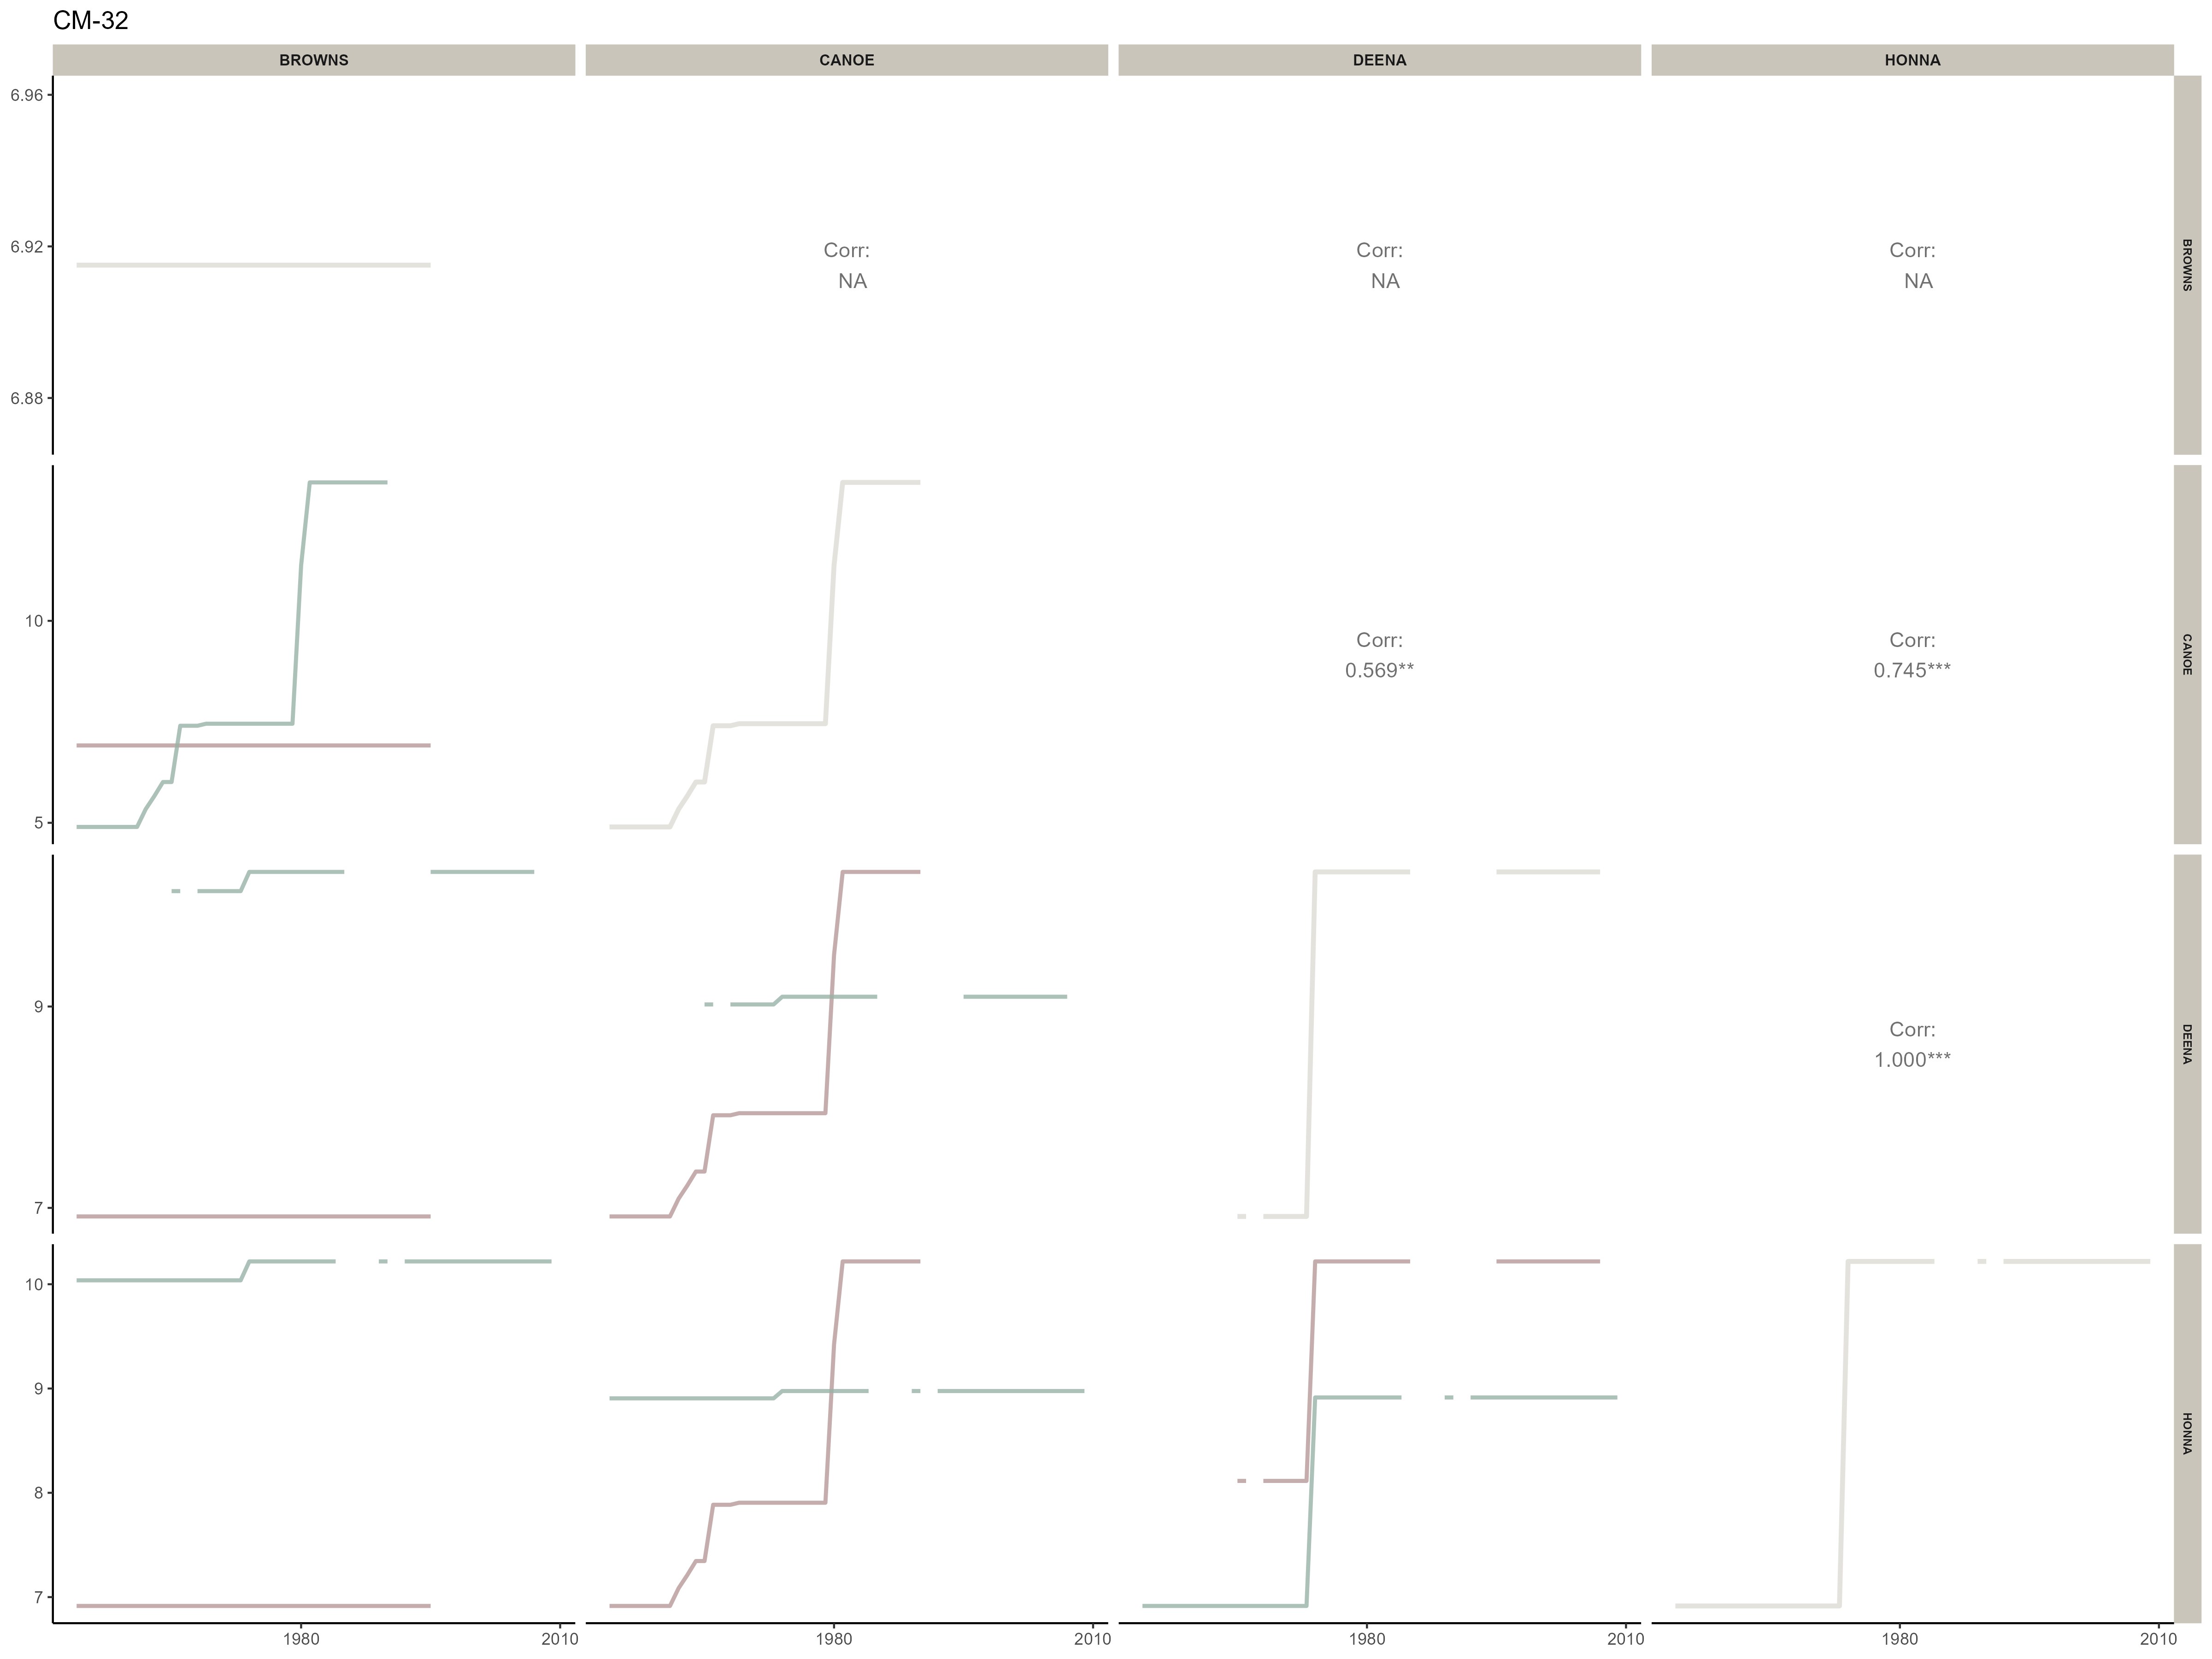 CM-32
BROWNS CANOE DEENA HONNA
6.96
6.92
6.88
Corr:
NA
Corr:
NA
Corr:
NA
BROWNS
10
5
Corr:
0.569**
Corr:
0.745***
CANOE
9
7
Corr:
1.000***
DEENA
10
9
8
7
HONNA
1980 2010 1980 2010 1980 2010 1980 2010